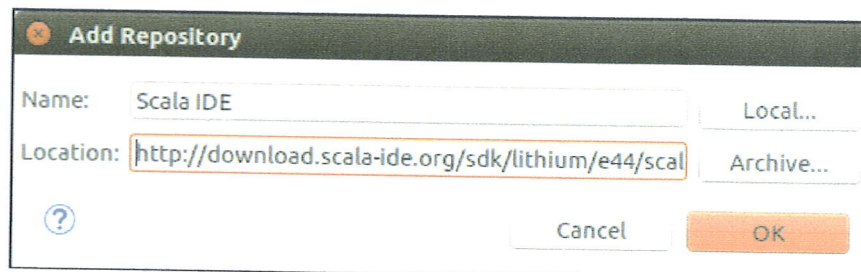 Add Repository
Name: Scala IDE Local...
Location: http://download.scala-ide.org/sdk/lithium/e44/scal Archive...
? Cancel OK